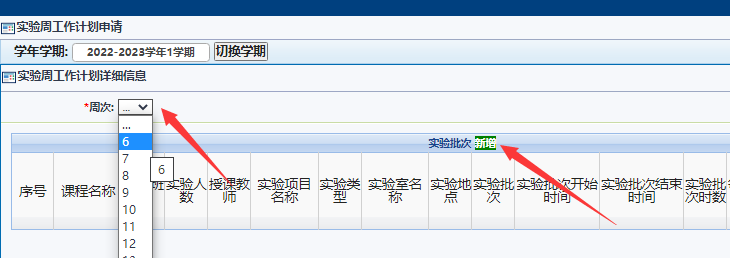 实验周工作计划申请
学年学期: 2022-2023学年1学期 切换学期
实验周工作计划详细信息
*周次: ...
...
6
7
8
9
10
11
12
6
实验批次 新增
序号 课程名称 班 实验人数 授课教师 实验项目名称 实验类型 实验室名称 实验地点 实验批次 实验批次开始时间 实验批次结束时间 实验批次时数